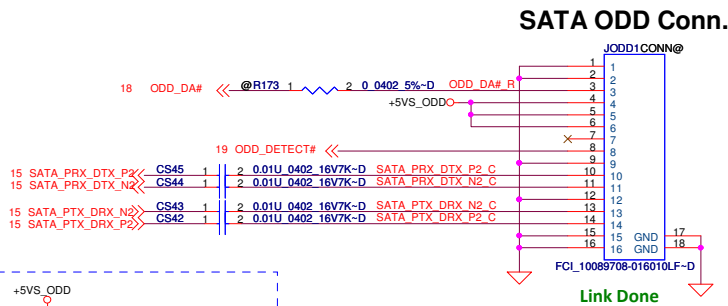 SATA ODD Conn.
JODD1CONN@
1 1
2 2
18 ODD_DA# @R173 1 2 0_0402_5%~D ODD_DA#_R 3 3
+5VS_ODD 4 4
5 5
6 6
7 7
19 ODD_DETECT# 8 8
9 9
15 SATA_PRX_DTX_P2 CS45 1 2 0.01U_0402_16V7K~D SATA_PRX_DTX_P2_C 10 10
15 SATA_PRX_DTX_N2 CS44 1 2 0.01U_0402_16V7K~D SATA_PRX_DTX_N2_C 11 11
12 12
15 SATA_PTX_DRX_N2 CS43 1 2 0.01U_0402_16V7K~D SATA_PTX_DRX_N2_C 13 13
15 SATA_PTX_DRX_P2 CS42 1 2 0.01U_0402_16V7K~D SATA_PTX_DRX_P2_C 14 14
15 15 GND 17
16 16 GND 18
FCI_10089708-016010LF~D
+5VS_ODD
Link Done